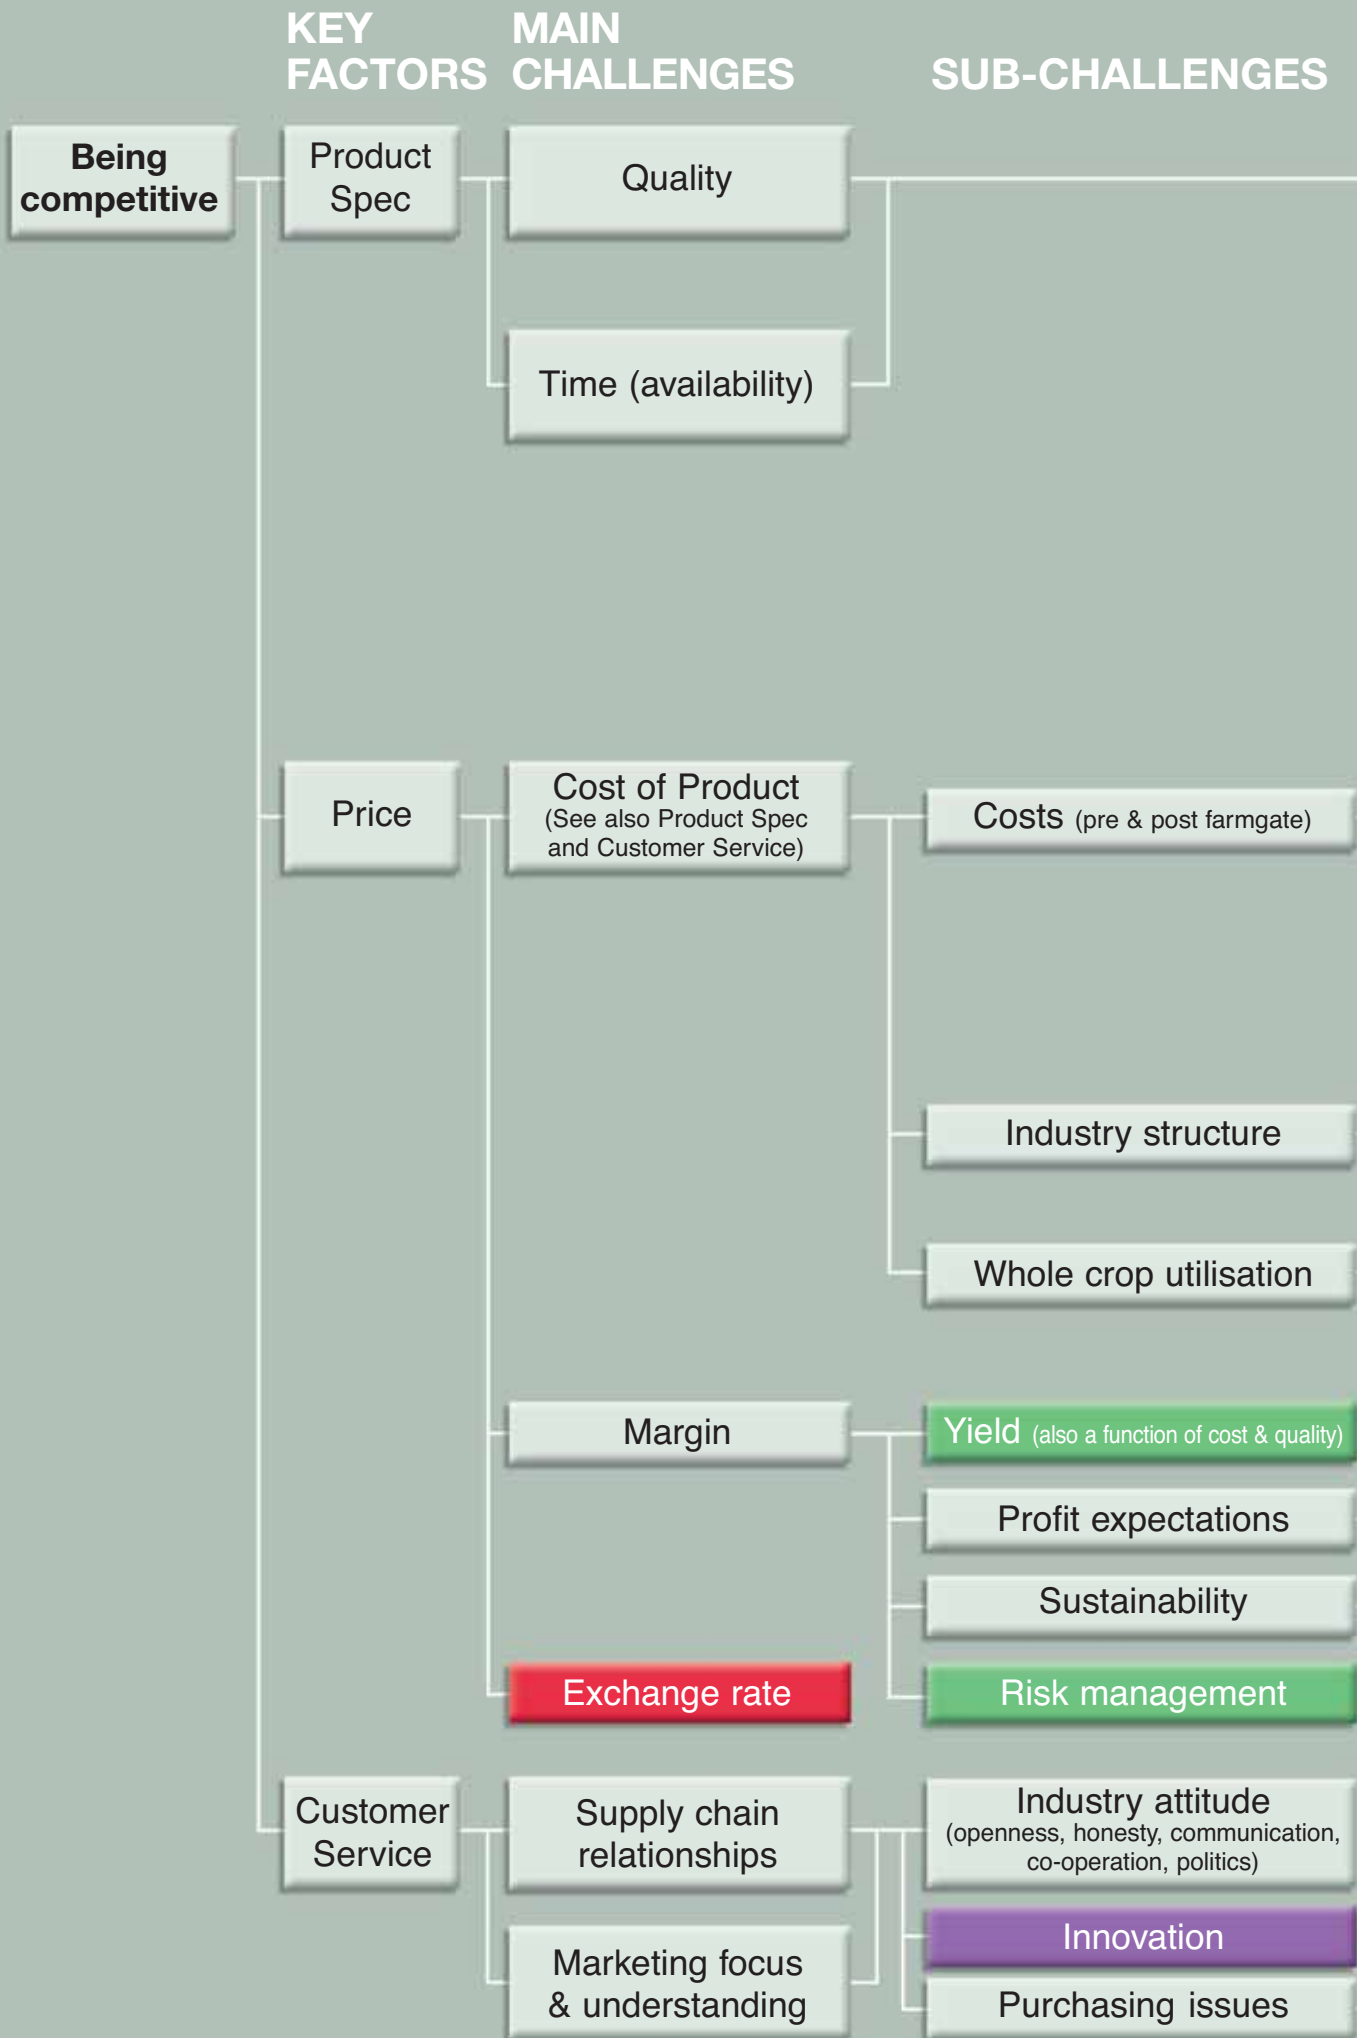 KEY
FACTORS
MAIN
CHALLENGES
SUB-CHALLENGES
Being
competitive
Product
Spec
Quality
Time (availability)
Price
Cost of Product
(See also Product Spec
and Customer Service)
Costs (pre & post farmgate)
Industry structure
Whole crop utilisation
Margin
Yield (also a function of cost & quality)
Profit expectations
Sustainability
Exchange rate
Risk management
Customer
Service
Supply chain
relationships
Industry attitude
(openness, honesty, communication,
co-operation, politics)
Innovation
Marketing focus
& understanding
Purchasing issues